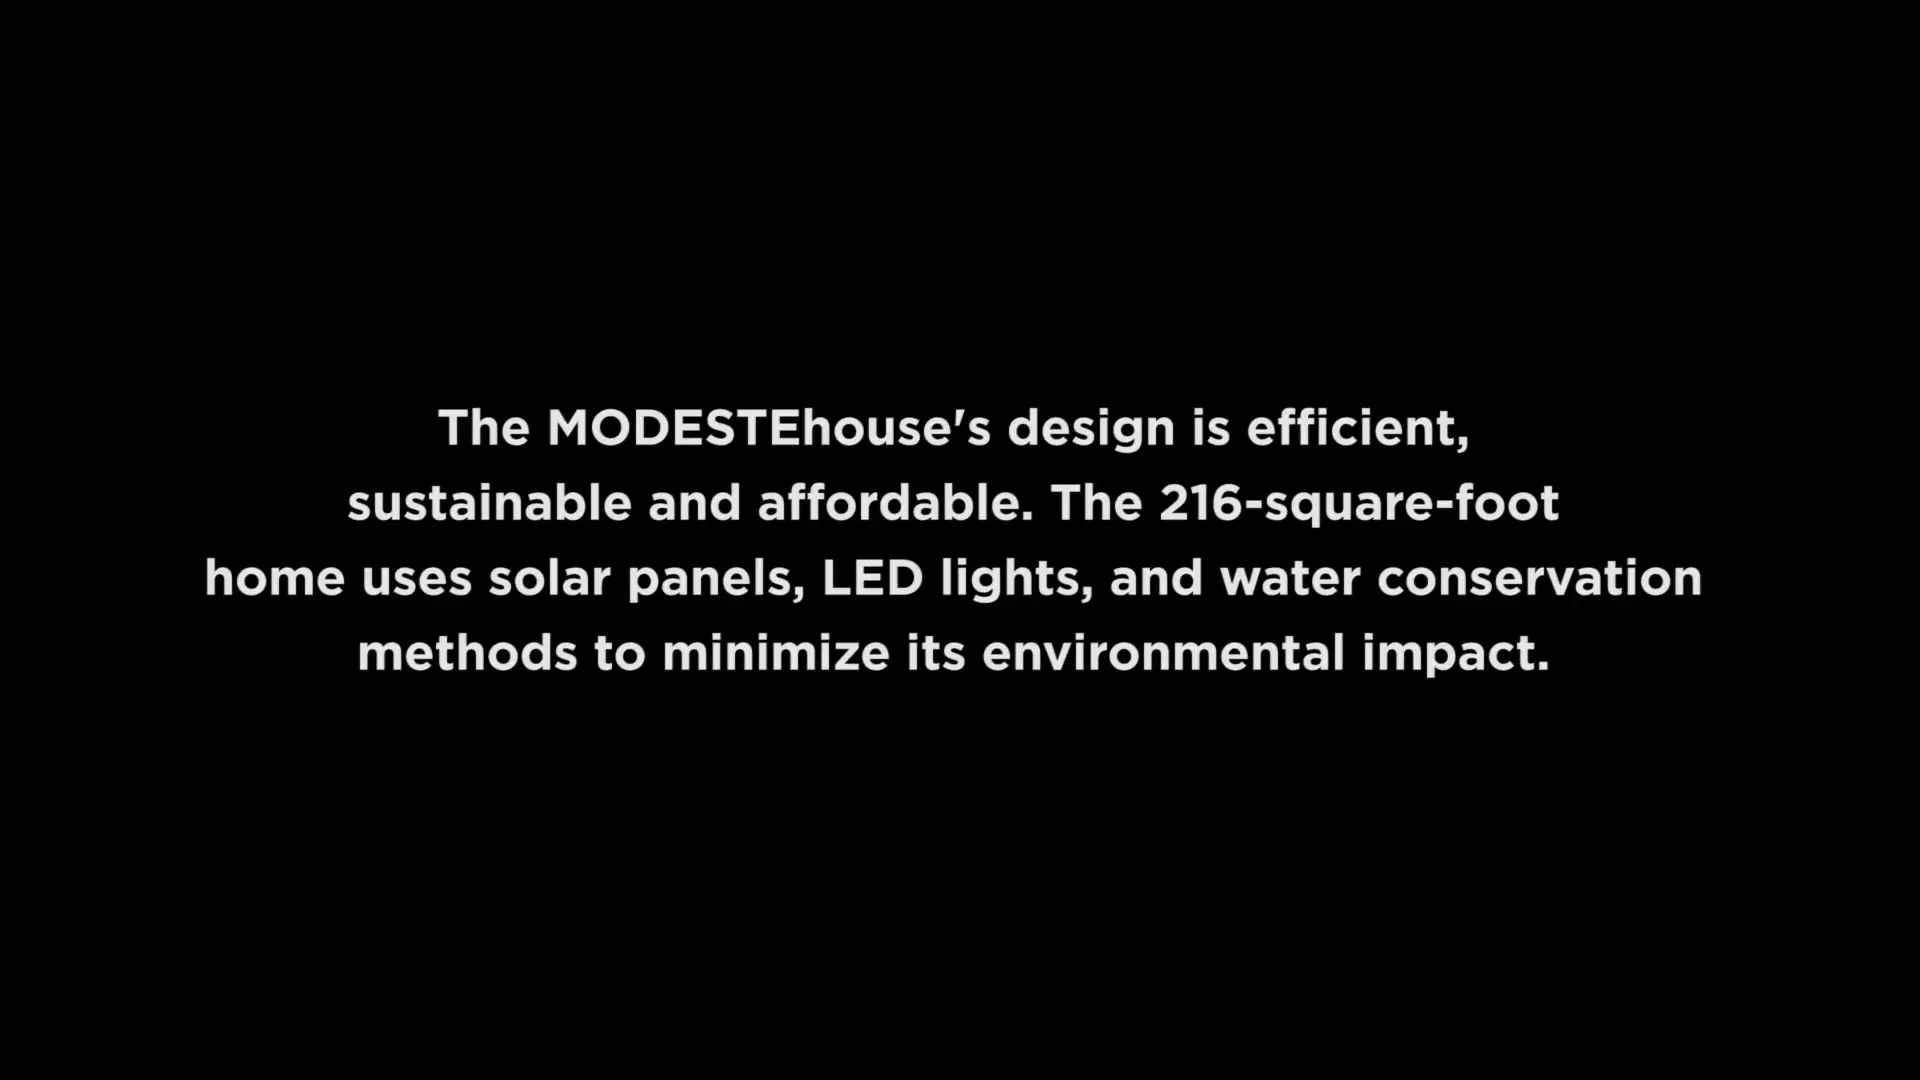 The MODESTEhouse's design is efficient,
sustainable and affordable. The 216-square-foot
home uses solar panels, LED lights, and water conservation
methods to minimize its environmental impact.